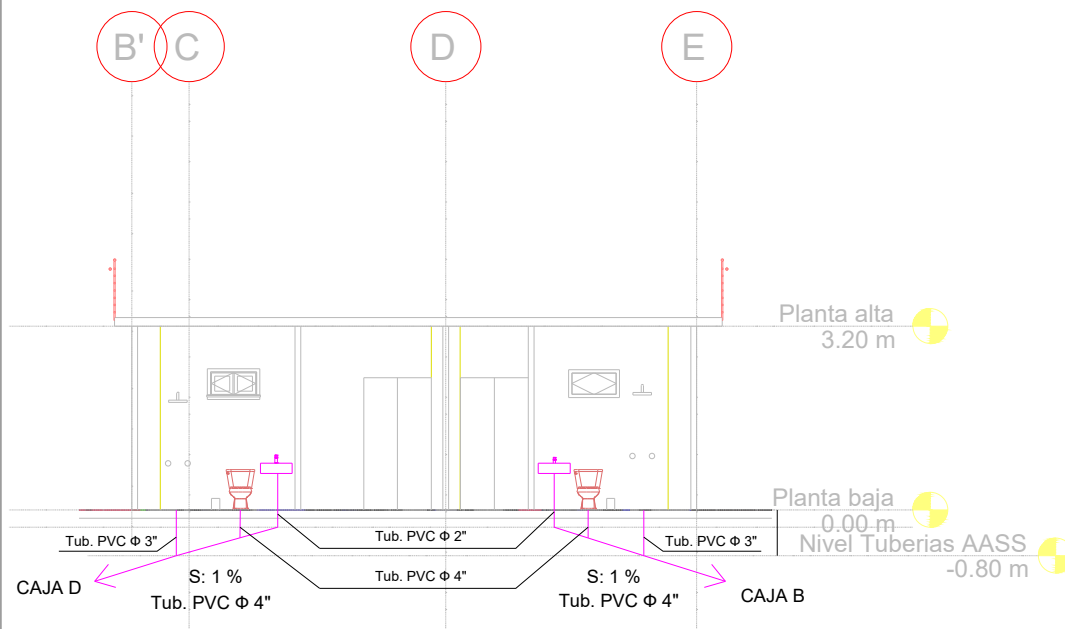 B'
C
D
E
Planta alta
3.20 m
Planta baja
0.00 m
Nivel Tuberias AASS
-0.80 m
Tub. PVC Φ 3"
Tub. PVC Φ 2"
Tub. PVC Φ 3"
Tub. PVC Φ 4"
CAJA D
S: 1 %
Tub. PVC Φ 4"
S: 1 %
Tub. PVC Φ 4"
CAJA B